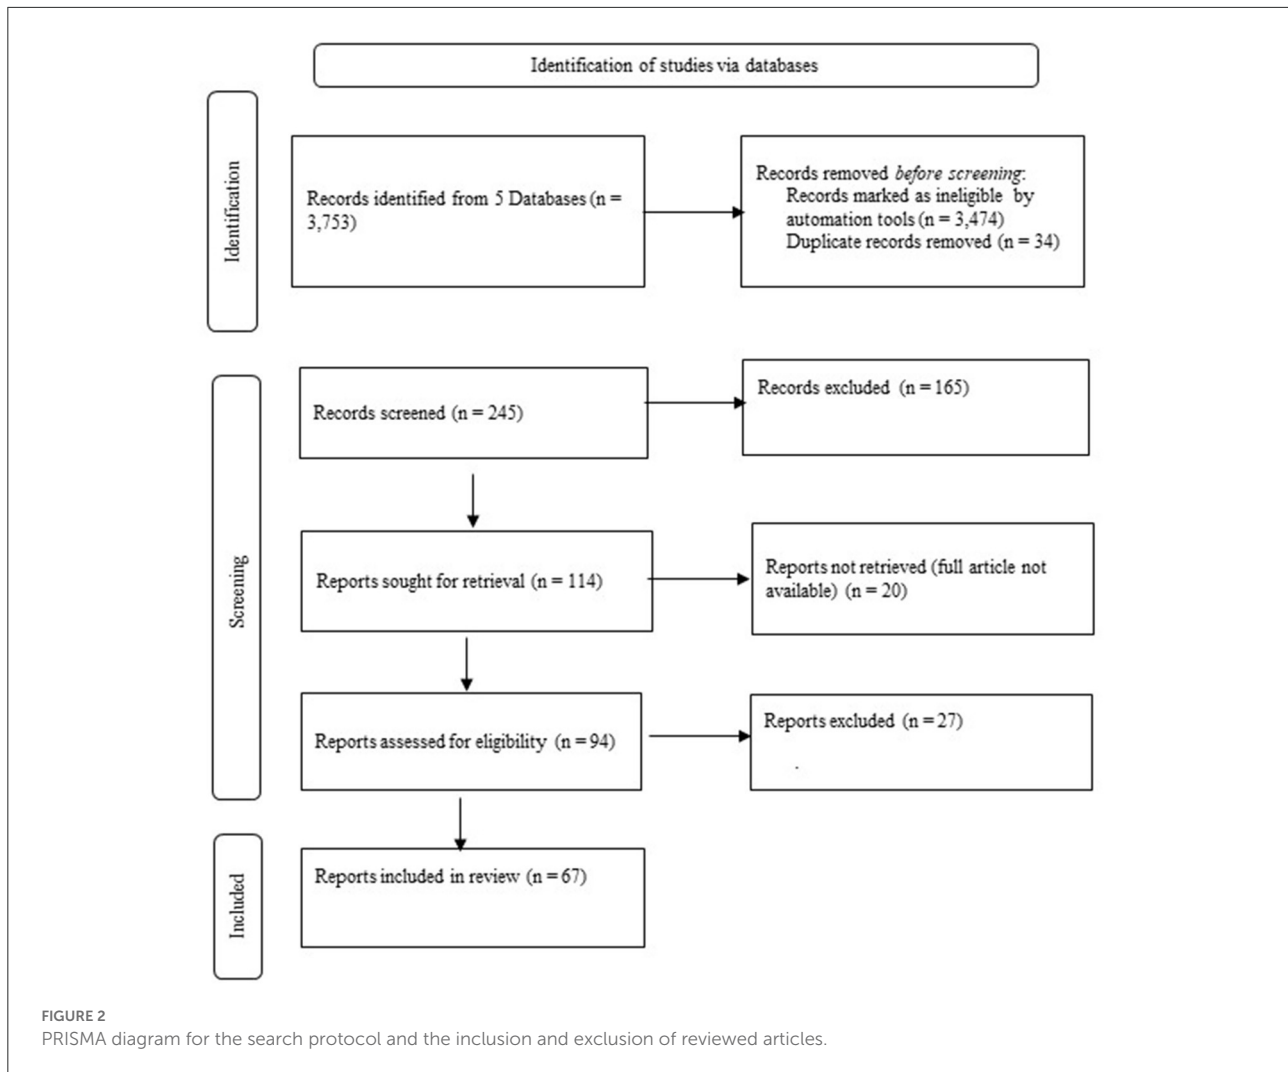 Identification of studies via databases
Identification
Records identified from 5 Databases (n =
3,753)
Records removed before screening:
Records marked as ineligible by
automation tools (n = 3,474)
Duplicate records removed (n = 34)
Screening
Records screened (n = 245)
Records excluded (n = 165)
Reports sought for retrieval (n = 114)
Reports not retrieved (full article not
available) (n = 20)
Reports assessed for eligibility (n = 94)
Reports excluded (n = 27)
.
Included
Reports included in review (n = 67)
FIGURE 2
PRISMA diagram for the search protocol and the inclusion and exclusion of reviewed articles.